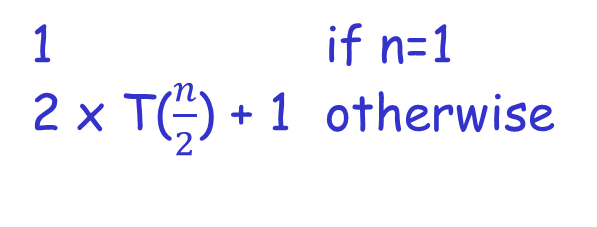 1 if n=1
2 x T(n/2) + 1 otherwise